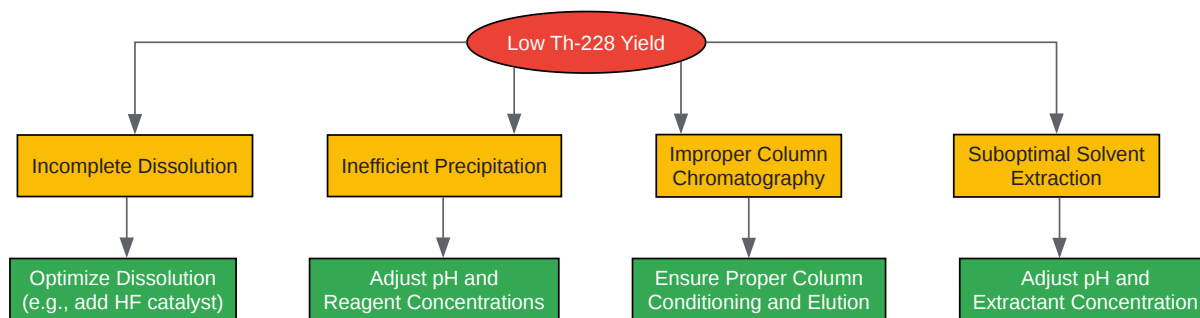 Low Th-228 Yield
Incomplete Dissolution
Inefficient Precipitation
Improper Column
Chromatography
Suboptimal Solvent
Extraction
Optimize Dissolution
(e.g., add HF catalyst)
Adjust pH and
Reagent Concentrations
Ensure Proper Column
Conditioning and Elution
Adjust pH and
Extractant Concentration